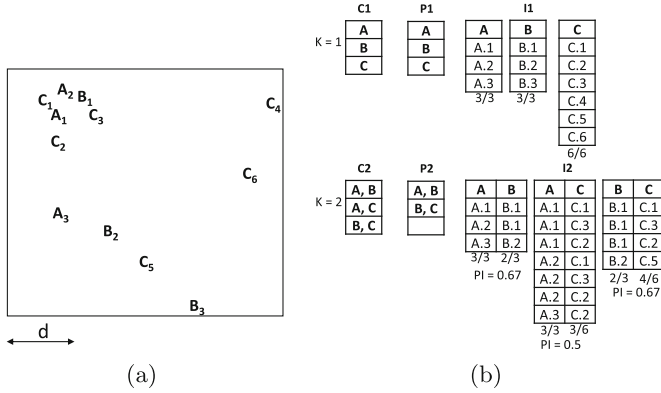 C1 P1 I1
K = 1
A A A B C
B B A.1 B.1 C.1
C C A.2 B.2 C.2
A.3 B.3 C.3
3/3 3/3 C.4
C.5
C.6
6/6
A2 B1
C1 A1 C3
C2
C4
C6
A3
B2
C5
B3
d
(a)
C2 P2 I2
K = 2
A, B A, B A B A C B C
A, C B, C A.1 B.1 A.1 C.1 B.1 C.1
B, C A.2 B.1 A.1 C.3 B.1 C.3
A.3 B.2 A.1 C.2 B.1 C.2
3/3 2/3 A.2 C.1 B.2 C.5
PI = 0.67 A.2 C.3 2/3 4/6
A.2 C.2 PI = 0.67
A.3 C.2
3/3 3/6
PI = 0.5
(b)